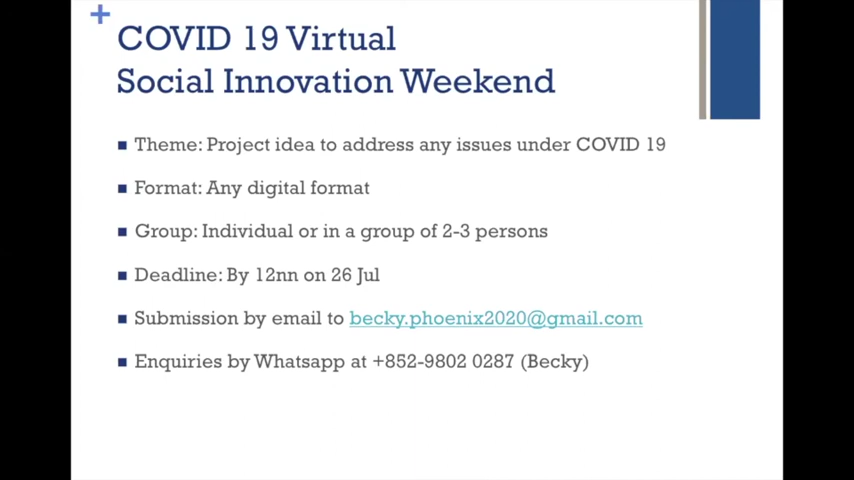 COVID 19 Virtual
Social Innovation Weekend
Theme: Project idea to address any issues under COVID 19
Format: Any digital format
Group: Individual or in a group of 2-3 persons
Deadline: By 12nn on 26 Jul
Submission by email to becky.phoenix2020@gmail.com
Enquiries by Whatsapp at +852-9802 0287 (Becky)